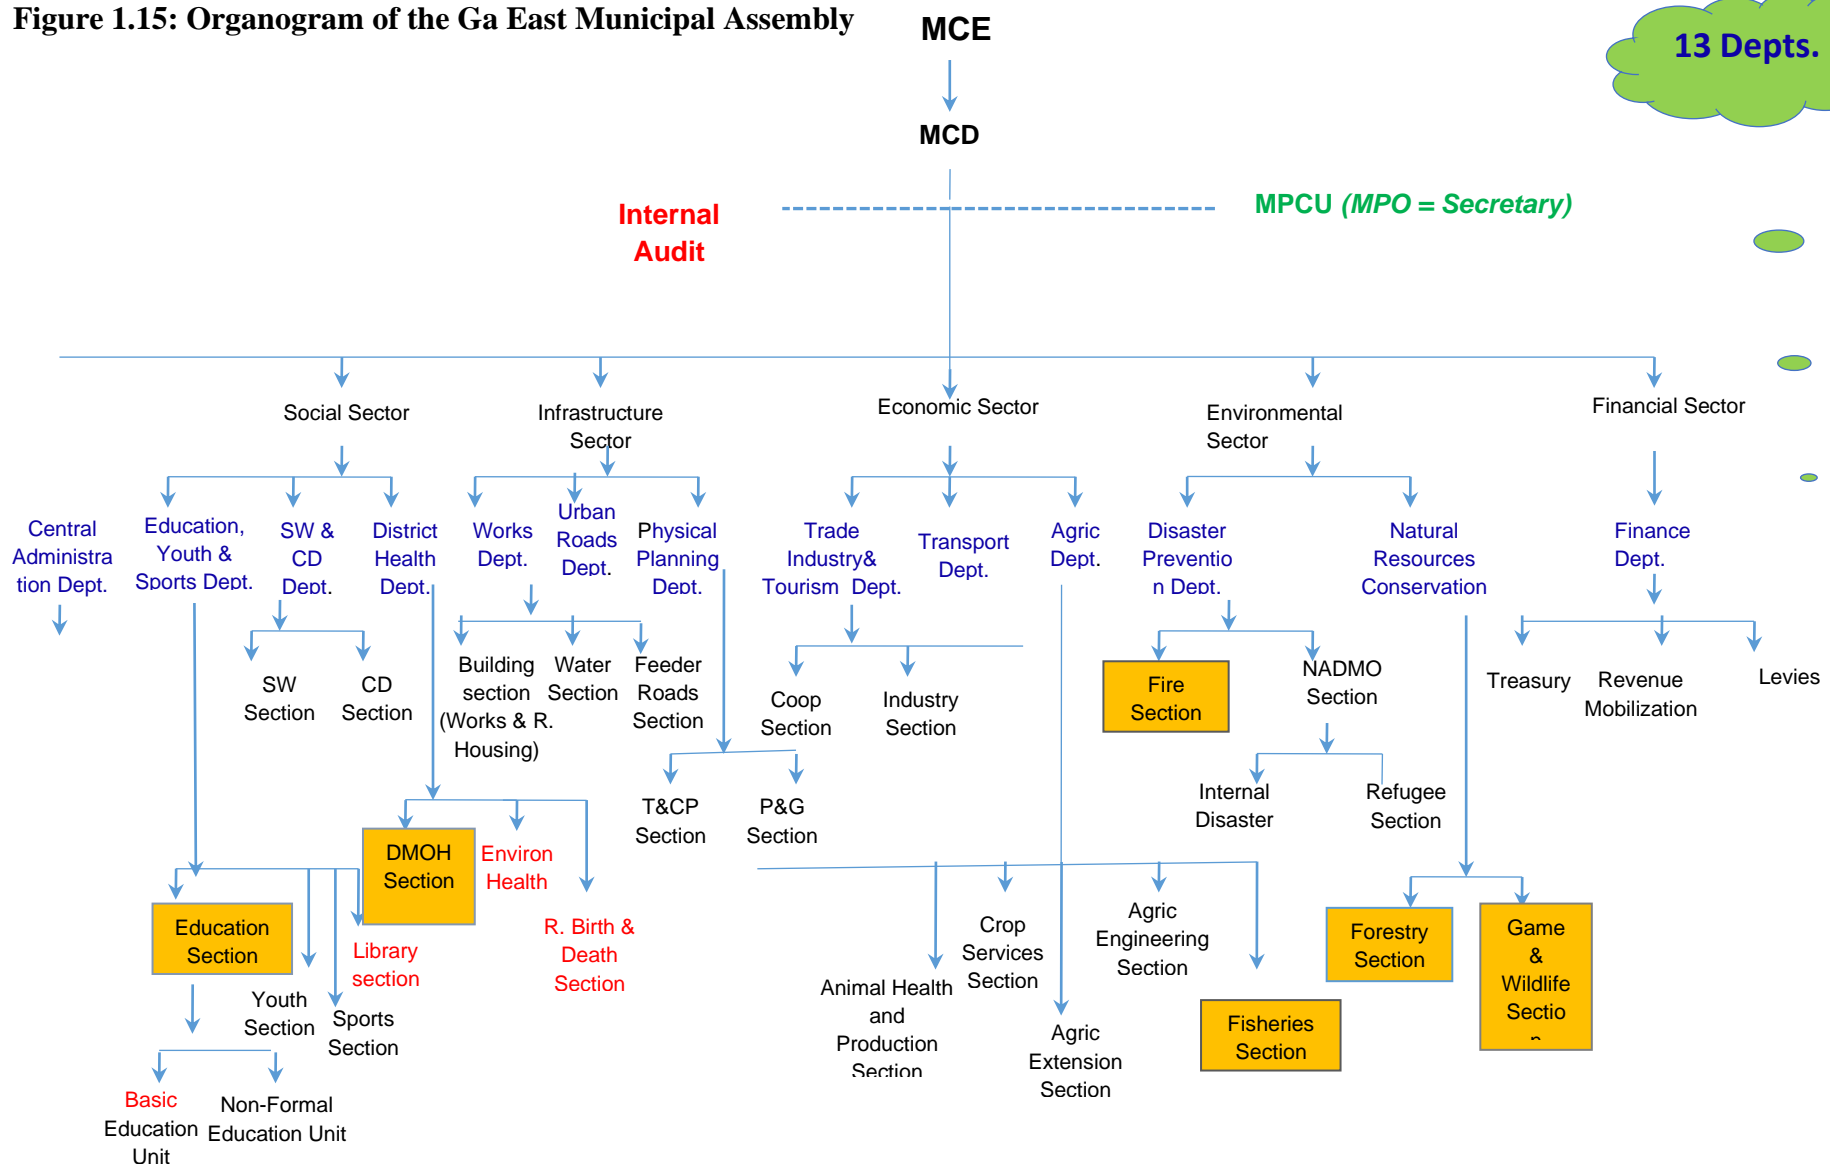 Figure 1.15: Organogram of the Ga East Municipal Assembly
MCE
13 Depts.
MCD
Internal
Audit
MPCU (MPO = Secretary)
Social Sector
Infrastructure
Sector
Economic Sector
Environmental
Sector
Financial Sector
Central
Administra
tion Dept.
Education,
Youth &
Sports Dept.
SW &
CD
Dept.
District
Health
Dept.
Works
Dept.
Urban
Roads
Dept.
Physical
Planning
Dept.
Trade
Industry&
Tourism Dept.
Transport
Dept.
Agric
Dept.
Disaster
Preventio
n Dept.
Natural
Resources
Conservation
Finance
Dept.
SW
Section
CD
Section
Building
section
(Works & R.
Housing)
Water
Section
Feeder
Roads
Section
Coop
Section
Industry
Section
Fire
Section
NADMO
Section
Treasury
Revenue
Mobilization
Levies
T&CP
Section
P&G
Section
Internal
Disaster
Refugee
Section
DMOH
Section
Environ
Health
R. Birth &
Death
Section
Education
Section
Library
section
Youth
Section
Sports
Section
Animal Health
and
Production
Section
Crop
Services
Section
Agric
Extension
Section
Agric
Engineering
Section
Fisheries
Section
Forestry
Section
Game
&
Wildlife
Sectio
n
Basic
Education
Unit
Non-Formal
Education Unit